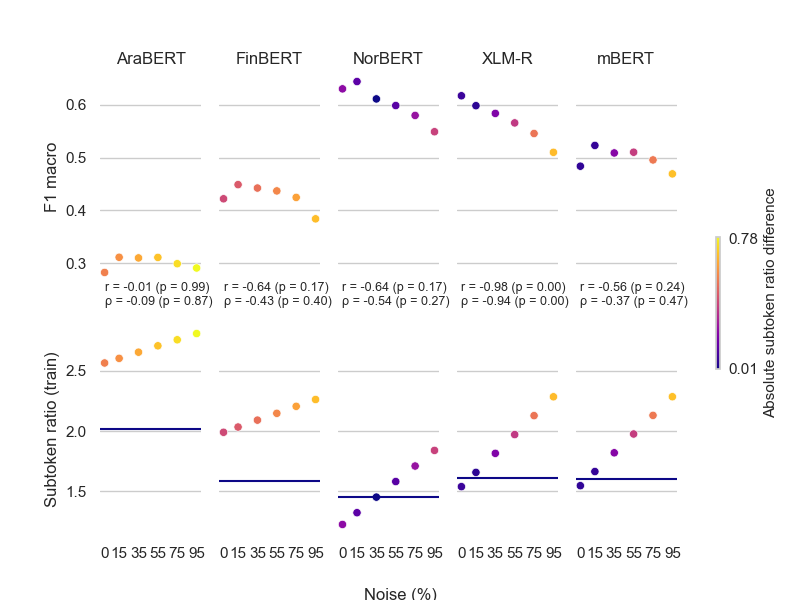 AraBERT FinBERT NorBERT XLM-R mBERT
F1 macro
0.6
0.5
0.4
0.3
r = -0.01 (p = 0.99) r = -0.64 (p = 0.17) r = -0.64 (p = 0.17) r = -0.98 (p = 0.00) r = -0.56 (p = 0.24)
ρ = -0.09 (p = 0.87) ρ = -0.43 (p = 0.40) ρ = -0.54 (p = 0.27) ρ = -0.94 (p = 0.00) ρ = -0.37 (p = 0.47)
Subtoken ratio (train)
2.5
2.0
1.5
0 15 35 55 75 95 0 15 35 55 75 95 0 15 35 55 75 95 0 15 35 55 75 95 0 15 35 55 75 95
Noise (%)
0.78
0.01
Absolute subtoken ratio difference